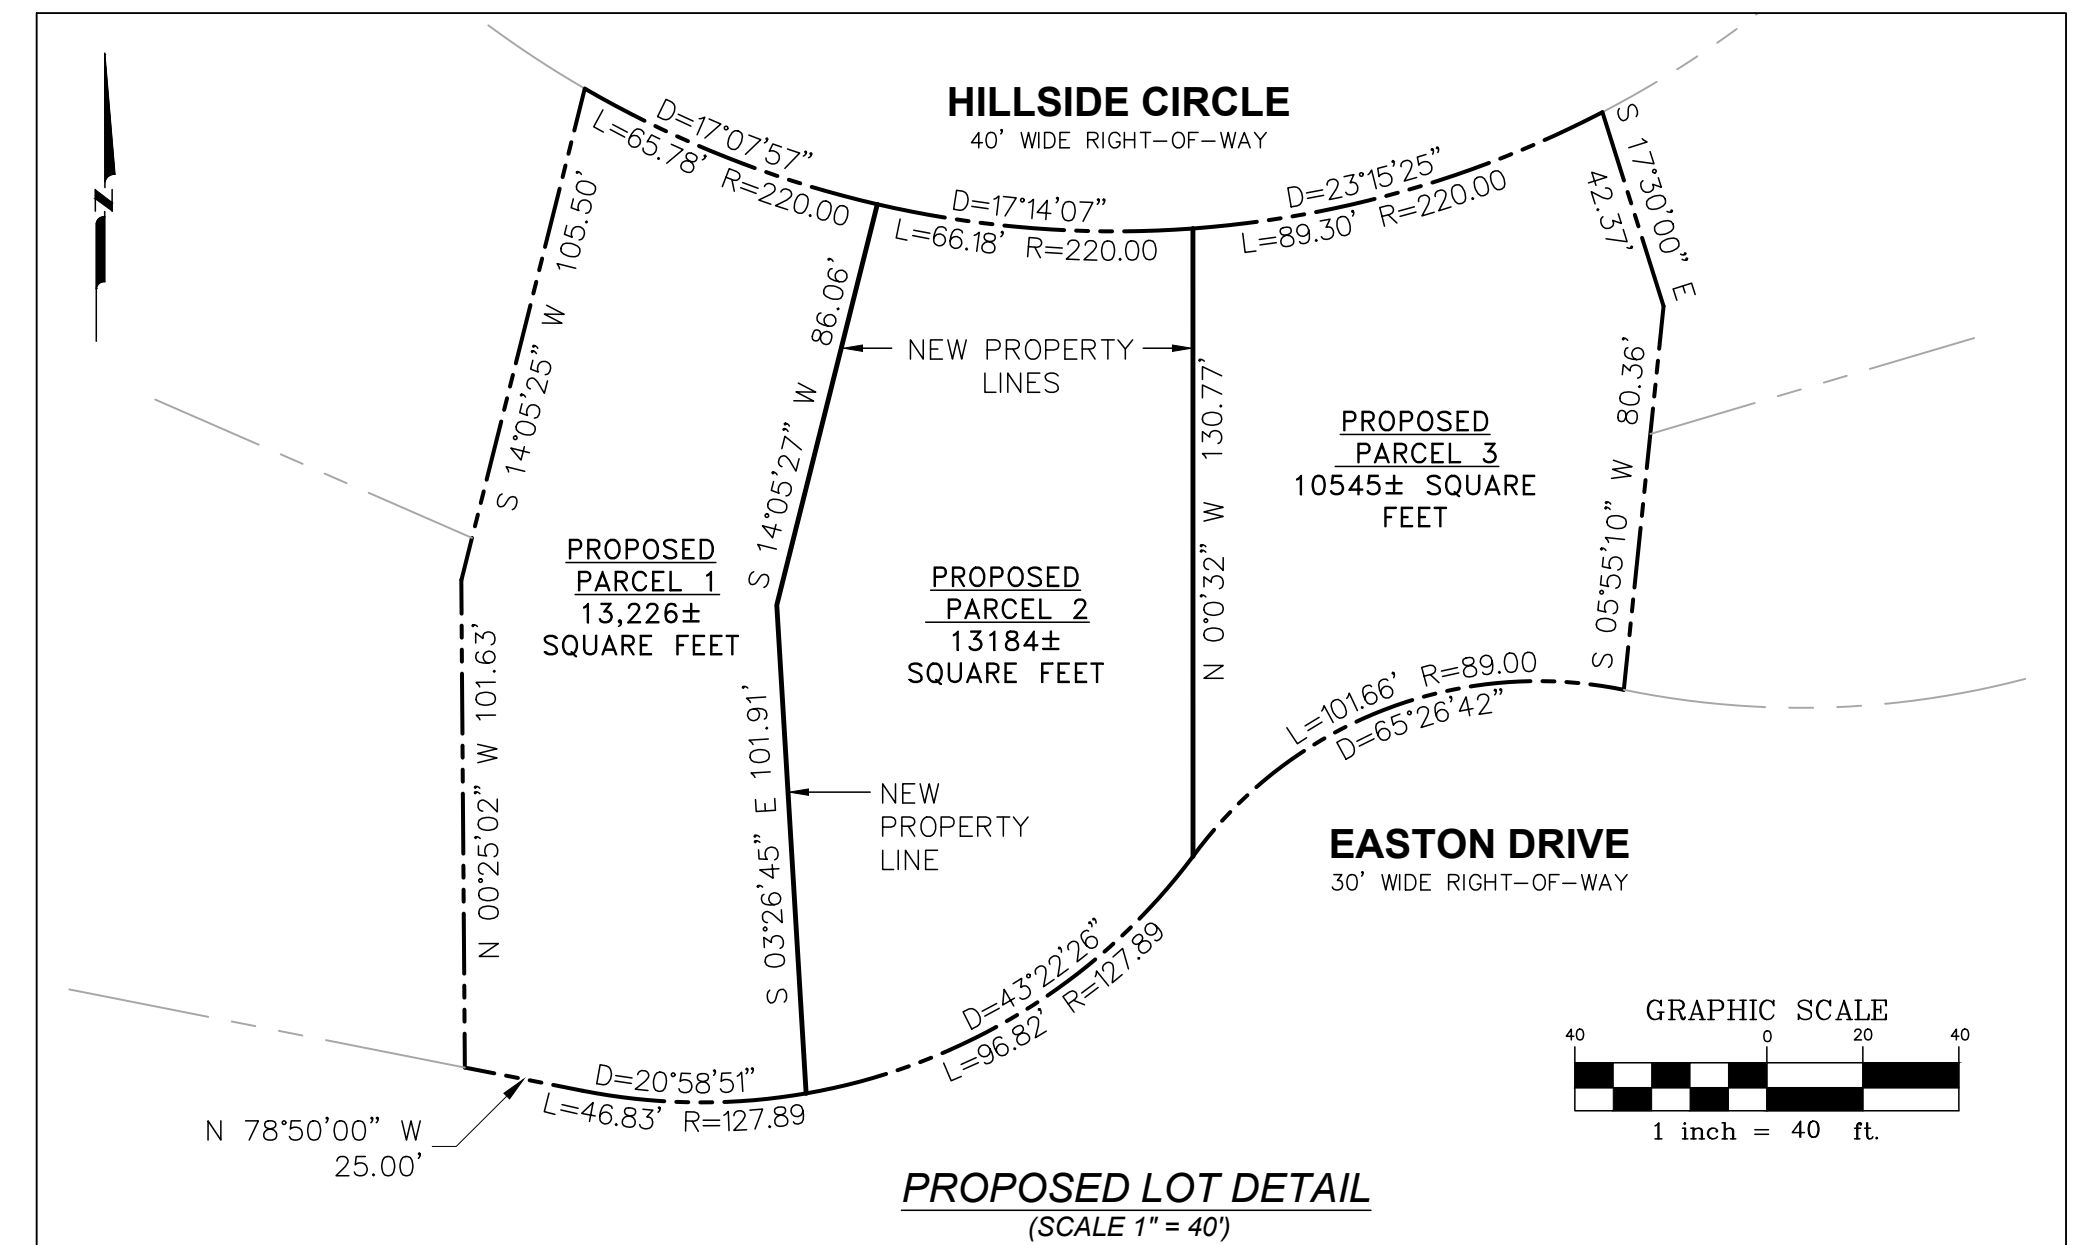 HILLSIDE CIRCLE
40' WIDE RIGHT-OF-WAY
N
D=17°07'57"
L=65.78' R=220.00
D=17°14'07"
L=66.18' R=220.00
D=23°15'25"
L=89.30' R=220.00
S 17°30'00" E
42.37'
S 14°05'25" W 105.50'
S 14°05'27" W 86.06'
NEW PROPERTY
LINES
N 0°0'32" W 130.77'
S 05°55'10" W 80.36'
PROPOSED
PARCEL 1
13,226±
SQUARE FEET
PROPOSED
PARCEL 2
13184±
SQUARE FEET
PROPOSED
PARCEL 3
10545± SQUARE
FEET
N 00°25'02" W 101.63'
S 03°26'45" E 101.91'
NEW
PROPERTY
LINE
L=101.66' R=89.00
D=65°26'42"
EASTON DRIVE
30' WIDE RIGHT-OF-WAY
D=43°22'26"
L=96.82' R=127.89
D=20°58'51"
L=46.83' R=127.89
N 78°50'00" W
25.00'
GRAPHIC SCALE
40 0 20 40
1 inch = 40 ft.
PROPOSED LOT DETAIL
(SCALE 1" = 40')